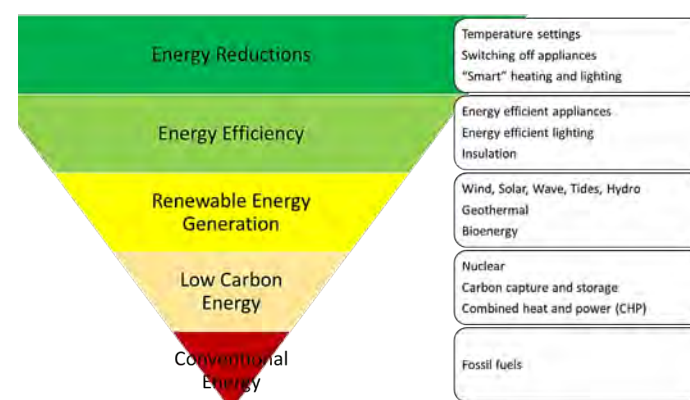 Energy Reductions
Temperature settings
Switching off appliances
"Smart" heating and lighting
Energy Efficiency
Energy efficient appliances
Energy efficient lighting
Insulation
Renewable Energy
Generation
Wind, Solar, Wave, Tides, Hydro
Geothermal
Bioenergy
Low Carbon
Energy
Nuclear
Carbon capture and storage
Combined heat and power (CHP)
Conventional
Energy
Fossil fuels